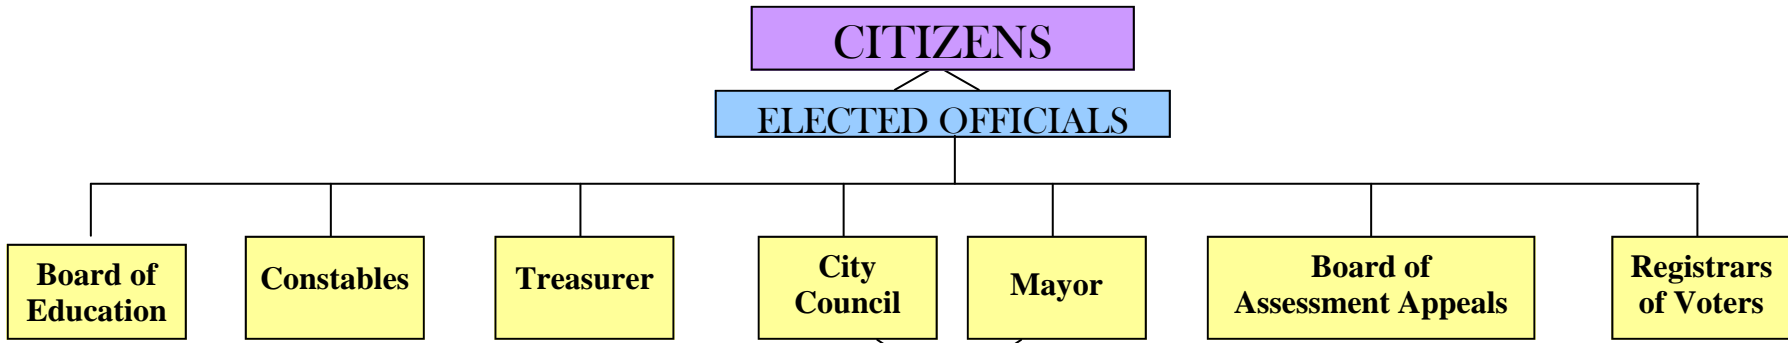 CITIZENS
ELECTED OFFICIALS
Board of
Education
Constables
Treasurer
City
Council
Mayor
Board of
Assessment Appeals
Registrars
of Voters